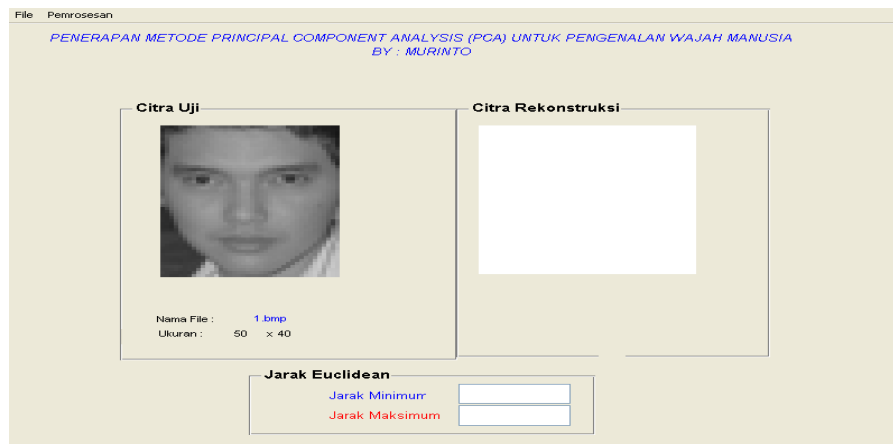 File Pemrosesan
PENERAPAN METODE PRINCIPAL COMPONENT ANALYSIS (PCA) UNTUK PENGENALAN WAJAH MANUSIA
BY : MURINTO
Citra Uji
Citra Rekonstruksi
Nama File : 1.bmp
Ukuran : 50 x 40
Jarak Euclidean
Jarak Minimum
Jarak Maksimum